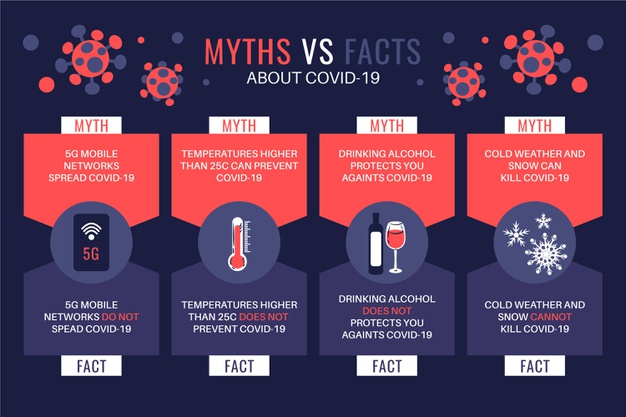 MYTHS VS FACTS
ABOUT COVID-19
MYTH
5G MOBILE
NETWORKS
SPREAD COVID-19
5G
5G MOBILE
NETWORKS DO NOT
SPEAD COVID-19
FACT
MYTH
TEMPERATURES HIGHER
THAN 25C CAN PREVENT
COVID-19
TEMPERATURES HIGHER
THAN 25C DOES NOT
PREVENT COVID-19
FACT
MYTH
DRINKING ALCOHOL
PROTECTS YOU
AGAINTS COVID-19
DRINKING ALCOHOL
DOES NOT
PROTECTS YOU
AGAINTS COVID-19
FACT
MYTH
COLD WEATHER AND
SNOW CAN
KILL COVID-19
COLD WEATHER AND
SNOW CANNOT
KILL COVID-19
FACT